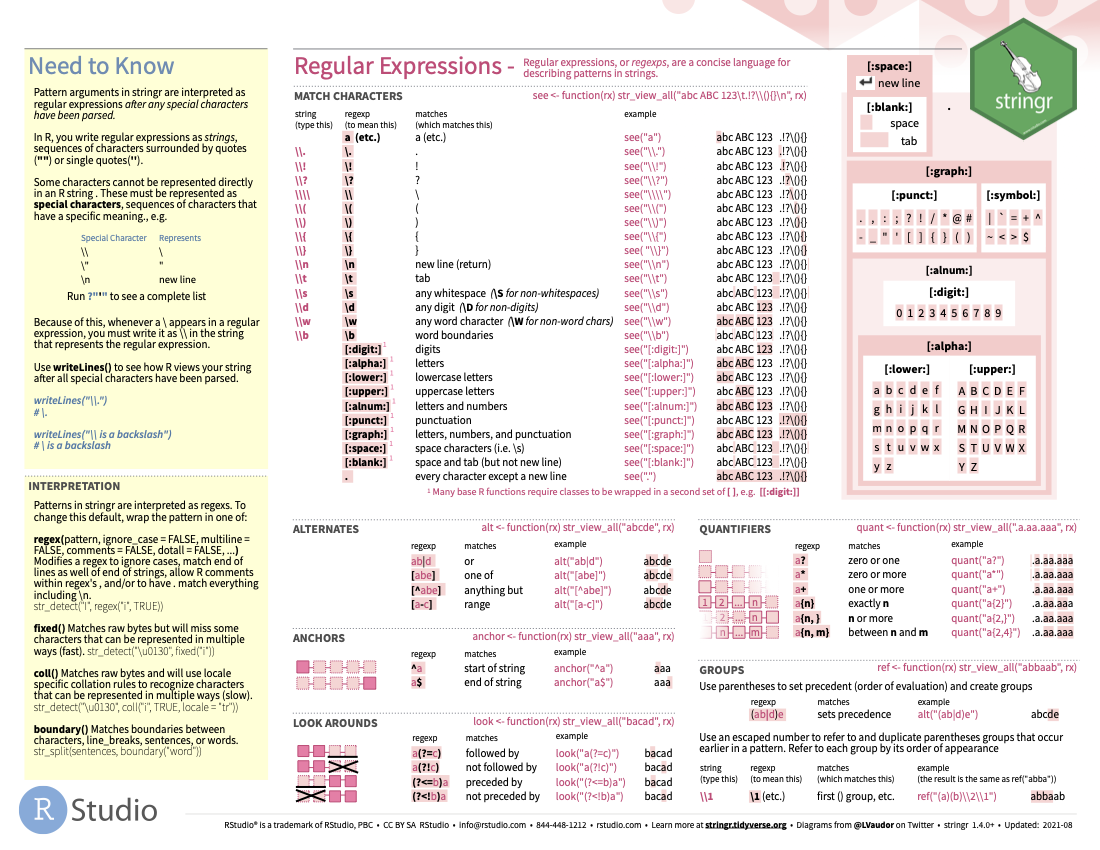 Need to Know
Pattern arguments in stringr are interpreted as
regular expressions after any special characters
have been parsed.
In R, you write regular expressions as strings,
sequences of characters surrounded by quotes
("") or single quotes('').
Some characters cannot be represented directly
in an R string . These must be represented as
special characters, sequences of characters that
have a specific meaning., e.g.
Special Character Represents
\\ \
\" "
\n new line
Run ?"'" to see a complete list
Because of this, whenever a \ appears in a regular
expression, you must write it as \\ in the string
that represents the regular expression.
Use writeLines() to see how R views your string
after all special characters have been parsed.
writeLines("\\.")
# \.
writeLines("\\ is a backslash")
# \ is a backslash
INTERPRETATION
Patterns in stringr are interpreted as regexs. To
change this default, wrap the pattern in one of:
regex(pattern, ignore_case = FALSE, multiline =
FALSE, comments = FALSE, dotall = FALSE, ...)
Modifies a regex to ignore cases, match end of
lines as well of end of strings, allow R comments
within regex's , and/or to have . match everything
including \n.
str_detect("I", regex("i", TRUE))
fixed() Matches raw bytes but will miss some
characters that can be represented in multiple
ways (fast). str_detect("\u0130", fixed("i"))
coll() Matches raw bytes and will use locale
specific collation rules to recognize characters
that can be represented in multiple ways (slow).
str_detect("\u0130", coll("i", TRUE, locale = "tr"))
boundary() Matches boundaries between
characters, line_breaks, sentences, or words.
str_split(sentences, boundary("word"))
Regular Expressions - Regular expressions, or regexps, are a concise language for
describing patterns in strings.
MATCH CHARACTERS see <- function(rx) str_view_all("abc ABC 123\t.!?\\(){}\n", rx)
string regexp matches example
(type this) (to mean this) (which matches this)
a (etc.) a (etc.) see("a") abc ABC 123 .!?\(){}
\\. \. . see("\\.") abc ABC 123 .!?\(){}
\\! \! ! see("\\!") abc ABC 123 .!?\(){}
\\? \? ? see("\\?") abc ABC 123 .!?\(){}
\\\\ \\ \ see("\\\\") abc ABC 123 .!?\(){}
\\( \( ( see("\\(") abc ABC 123 .!?\(){}
\\) \) ) see("\\)") abc ABC 123 .!?\(){}
\\{ \{ { see("\\{") abc ABC 123 .!?\(){}
\\} \} } see( "\\}") abc ABC 123 .!?\(){}
\\n \n new line (return) see("\\n") abc ABC 123 .!?\(){}
\\t \t tab see("\\t") abc ABC 123 .!?\(){}
\\s \s any whitespace (\S for non-whitespaces) see("\\s") abc ABC 123 .!?\(){}
\\d \d any digit (\D for non-digits) see("\\d") abc ABC 123 .!?\(){}
\\w \w any word character (\W for non-word chars) see("\\w") abc ABC 123 .!?\(){}
\\b \b word boundaries see("\\b") abc ABC 123 .!?\(){}
[:digit:] 1 digits see("[:digit:]") abc ABC 123 .!?\(){}
[:alpha:] 1 letters see("[:alpha:]") abc ABC 123 .!?\(){}
[:lower:] 1 lowercase letters see("[:lower:]") abc ABC 123 .!?\(){}
[:upper:] 1 uppercase letters see("[:upper:]") abc ABC 123 .!?\(){}
[:alnum:] 1 letters and numbers see("[:alnum:]") abc ABC 123 .!?\(){}
[:punct:] 1 punctuation see("[:punct:]") abc ABC 123 .!?\(){}
[:graph:] 1 letters, numbers, and punctuation see("[:graph:]") abc ABC 123 .!?\(){}
[:space:] 1 space characters (i.e. \s) see("[:space:]") abc ABC 123 .!?\(){}
[:blank:] 1 space and tab (but not new line) see("[:blank:]") abc ABC 123 .!?\(){}
. every character except a new line see(".") abc ABC 123 .!?\(){}
1 Many base R functions require classes to be wrapped in a second set of [ ], e.g. [[:digit:]]
[:space:]
new line
[:blank:] .
space
tab
[:graph:]
[:punct:] [:symbol:]
. , : ; ? ! / * @ # | ` = + ^
- _ " ' [ ] { } ( ) ~ < > $
[:alnum:]
[:digit:]
0 1 2 3 4 5 6 7 8 9
[:alpha:]
[:lower:] [:upper:]
a b c d e f A B C D E F
g h i j k l G H I J K L
m n o p q r M N O P Q R
s t u v w x S T U V W X
y z Y Z
stringr
ALTERNATES alt <- function(rx) str_view_all("abcde", rx)
regexp matches example
ab|d or alt("ab|d") abcde
[abe] one of alt("[abe]") abcde
[^abe] anything but alt("[^abe]") abcde
[a-c] range alt("[a-c]") abcde
ANCHORS anchor <- function(rx) str_view_all("aaa", rx)
regexp matches example
^a start of string anchor("^a") aaa
a$ end of string anchor("a$") aaa
LOOK AROUNDS look <- function(rx) str_view_all("bacad", rx)
regexp matches example
a(?=c) followed by look("a(?=c)") bacad
a(?!c) not followed by look("a(?!c)") bacad
(?<=b)a preceded by look("(?<=b)a") bacad
(?<!b)a not preceded by look("(?<!b)a") bacad
QUANTIFIERS quant <- function(rx) str_view_all(".a.aa.aaa", rx)
regexp matches example
a? zero or one quant("a?") .a.aa.aaa
a* zero or more quant("a*") .a.aa.aaa
a+ one or more quant("a+") .a.aa.aaa
1 2 ... n a{n} exactly n quant("a{2}") .a.aa.aaa
1 2 ... n a{n, } n or more quant("a{2,}") .a.aa.aaa
n ... m a{n, m} between n and m quant("a{2,4}") .a.aa.aaa
GROUPS ref <- function(rx) str_view_all("abbaab", rx)
Use parentheses to set precedent (order of evaluation) and create groups
regexp matches example
(ab|d)e sets precedence alt("(ab|d)e") abcde
Use an escaped number to refer to and duplicate parentheses groups that occur
earlier in a pattern. Refer to each group by its order of appearance
string regexp matches example
(type this) (to mean this) (which matches this) (the result is the same as ref("abba"))
\\1 \1 (etc.) first () group, etc. ref("(a)(b)\\2\\1") abbaab
R Studio
RStudio® is a trademark of RStudio, PBC • CC BY SA RStudio • info@rstudio.com • 844-448-1212 • rstudio.com • Learn more at stringr.tidyverse.org • Diagrams from @LVaudor on Twitter • stringr 1.4.0+ • Updated: 2021-08